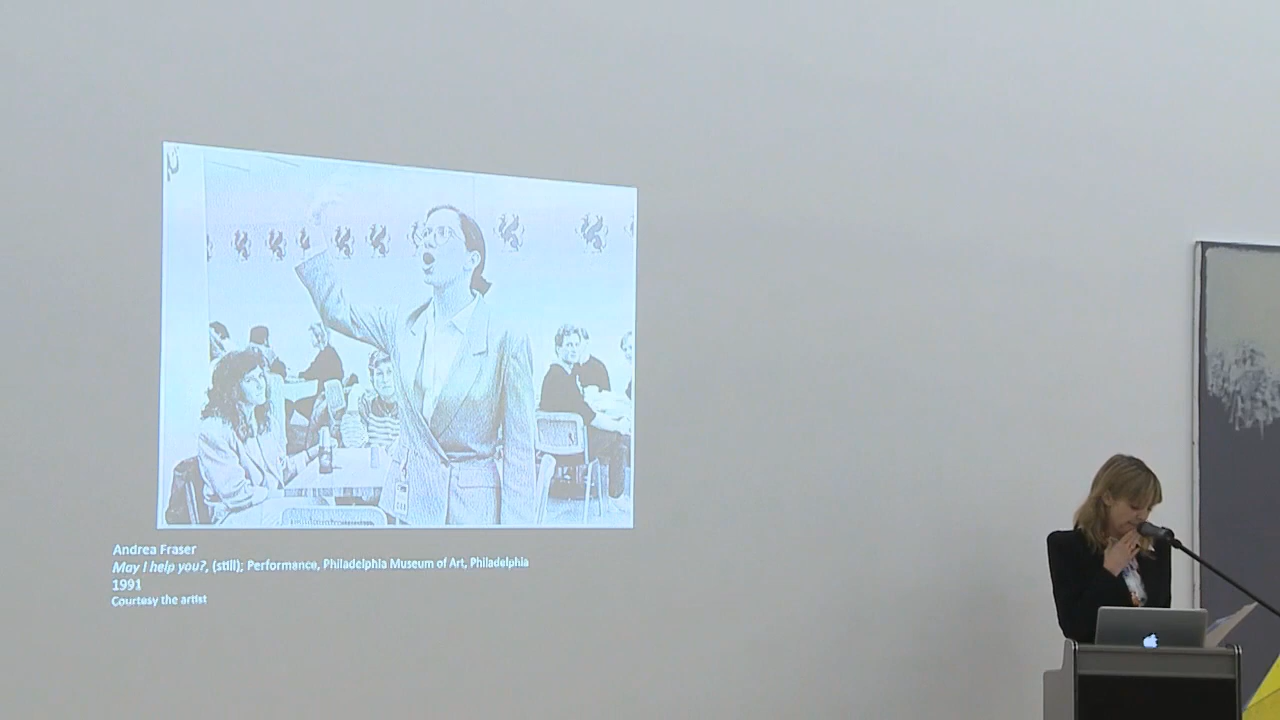 Andrea Fraser
May I help you?, (still); Performance, Philadelphia Museum of Art, Philadelphia
1991
Courtesy the artist